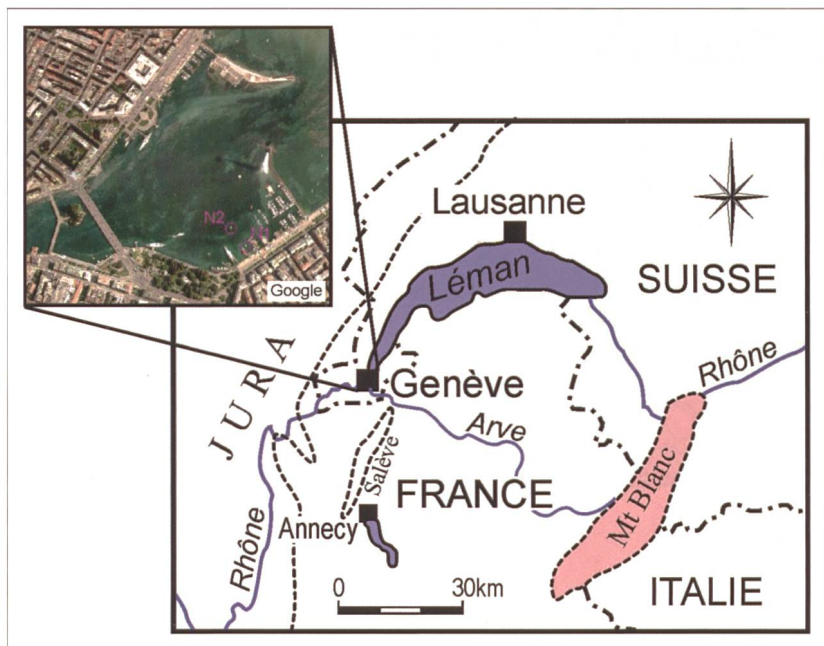 N2
N1
Google
Lausanne
Léman
SUISSE
Rhône
Genève
JURA
Arve
Salève
FRANCE
Mt Blanc
Annecy
Rhône
0 30km
ITALIE